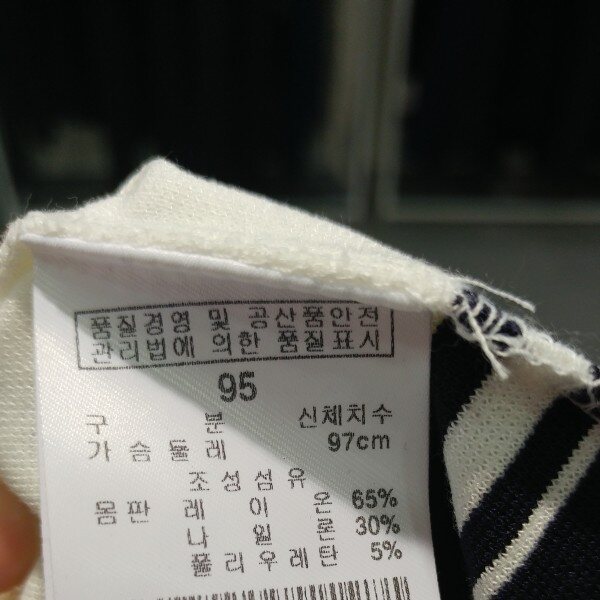 품질경영 및 공산품안전
관리법에 의한 품질표시
95
구 분 신체치수
가슴둘레 97cm
조성섬유
몸판 레이온 65%
나일론 30%
폴리우레탄 5%